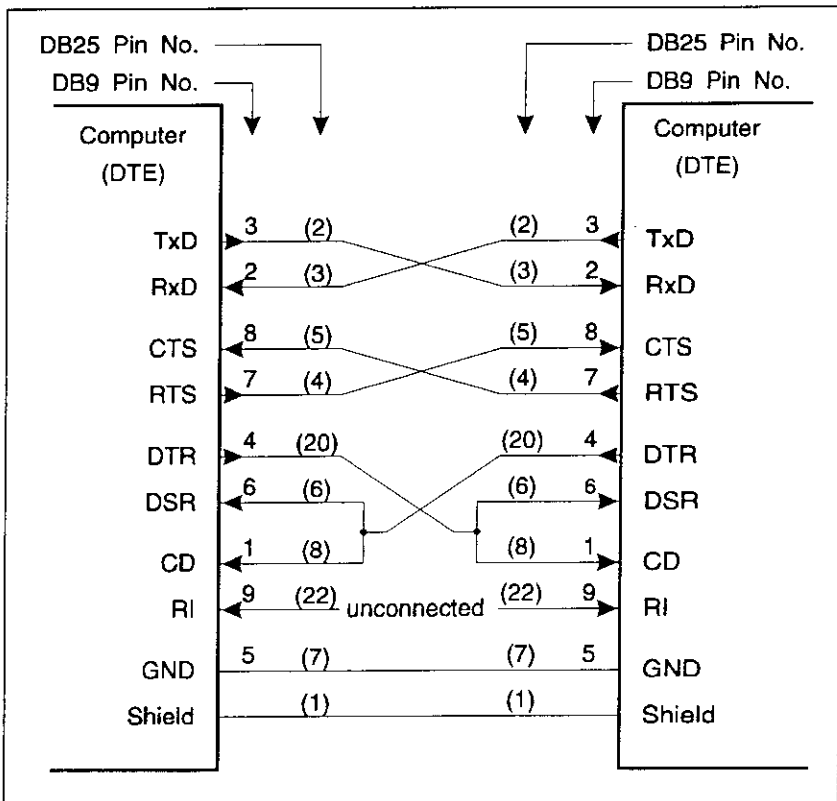 DB25 Pin No. DB25 Pin No.
DB9 Pin No. DB9 Pin No.
Computer Computer
(DTE) (DTE)
TxD 3 (2) (2) 3 TxD
RxD 2 (3) (3) 2 RxD
CTS 8 (5) (5) 8 CTS
RTS 7 (4) (4) 7 RTS
DTR 4 (20) (20) 4 DTR
DSR 6 (6) (6) 6 DSR
CD 1 (8) (8) 1 CD
RI 9 (22) unconnected (22) 9 RI
GND 5 (7) (7) 5 GND
Shield (1) (1) Shield